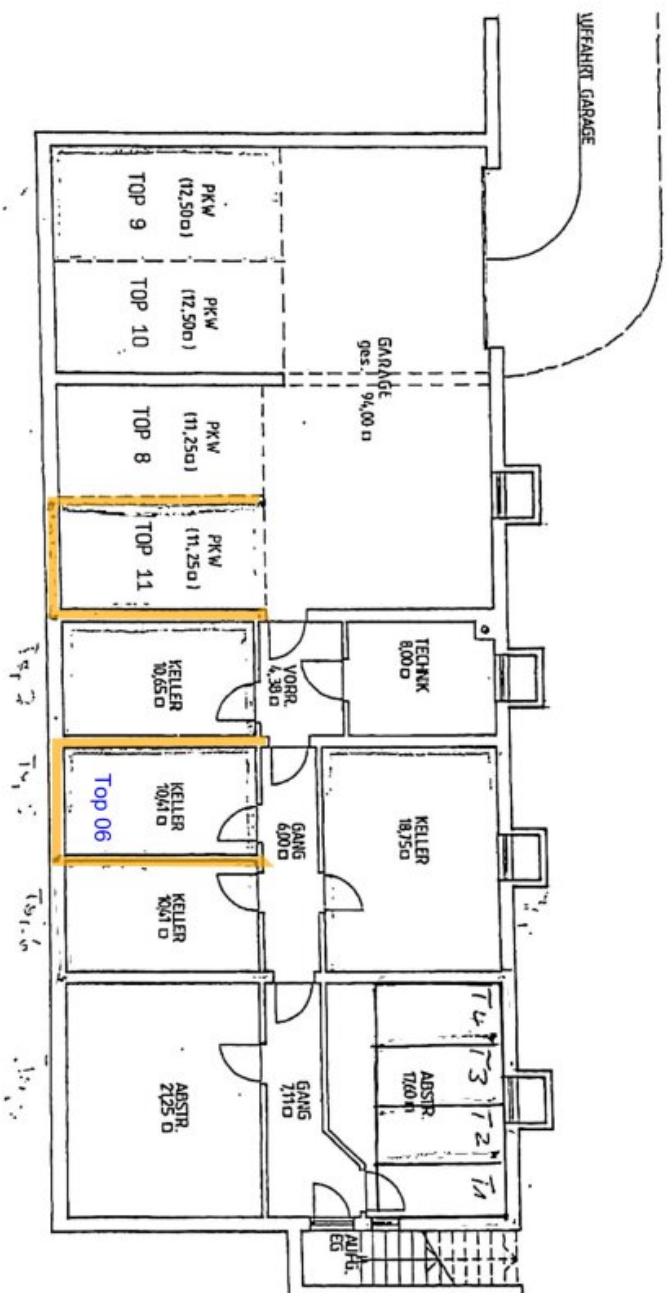 UFFAHRT GARAGE
PKW
(12,50□)
TOP 9
PKW
(12,50□)
TOP 10
GARAGE
ges. 94,00 □
PKW
(11,25□)
TOP 8
PKW
(11,25□)
TOP 11
TECHNIK
8,00□
VORR.
4,38□
KELLER
10,65□
KELLER
18,75□
GANG
6,00□
KELLER
10,41□
Top 06
KELLER
10,41□
T4
T3
T2
T1
ABSTR.
17,60□
GANG
7,11□
ABSTR.
21,25□
AUFG.
EG